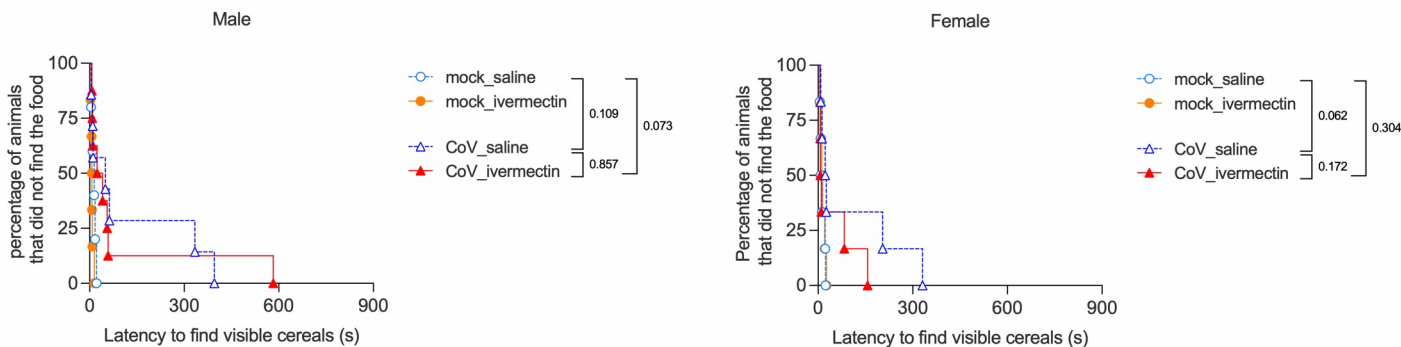 Male
percentage of animals
that did not find the food
100
75
50
25
0
0
300
600
900
Latency to find visible cereals (s)
mock_saline
mock_ivermectin
CoV_saline
CoV_ivermectin
0.109
0.857
0.073
Female
Percentage of animals
that did not find the food
100
75
50
25
0
0
300
600
900
Latency to find visible cereals (s)
mock_saline
mock_ivermectin
CoV_saline
CoV_ivermectin
0.062
0.172
0.304